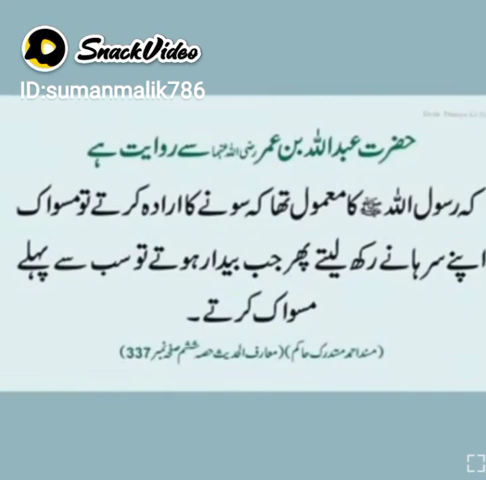 SnackVideo
ID:sumanmalik786
حضرت عبداللہ بن عمر رضی اللہ عنہما سے روایت ہے
کہ رسول اللہ ﷺ کا معمول تھا کہ سونے کا ارادہ کرتے تو مسواک
اپنے سرہانے رکھ لیتے پھر جب بیدار ہوتے تو سب سے پہلے
مسواک کرتے۔
(مسند احمد مستدرک حاکم)(معارف الحدیث حصہ ششم صفحہ نمبر 337)